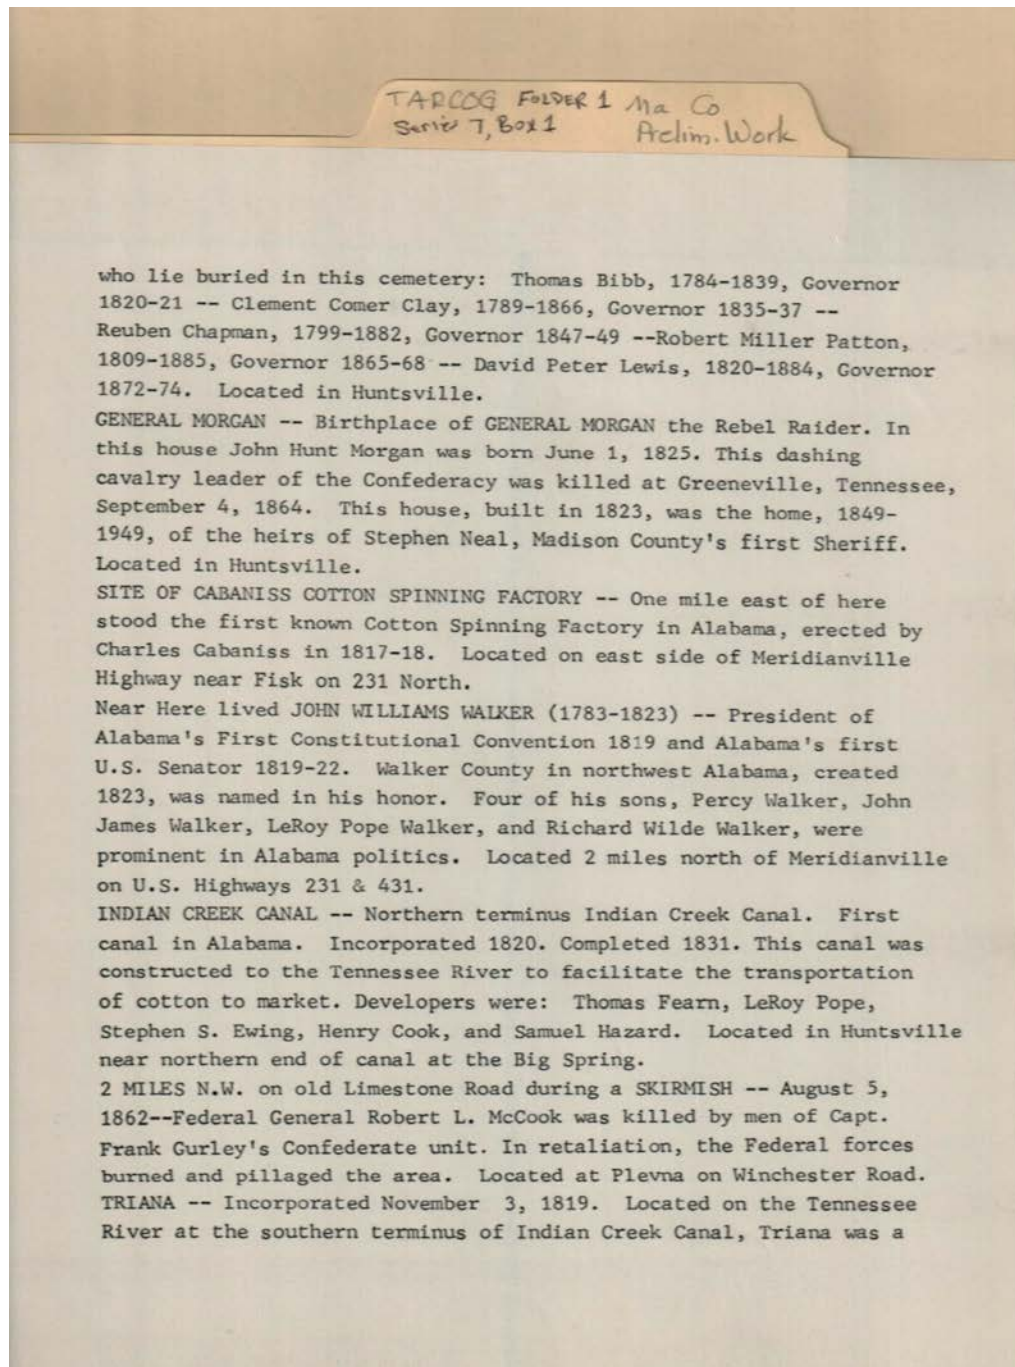 TARCOG FOLDER 1 Ma Co
Series 7, Box 1 Prelim. Work
who lie buried in this cemetery: Thomas Bibb, 1784-1839, Governor
1820-21 -- Clement Comer Clay, 1789-1866, Governor 1835-37 --
Reuben Chapman, 1799-1882, Governor 1847-49 --Robert Miller Patton,
1809-1885, Governor 1865-68 -- David Peter Lewis, 1820-1884, Governor
1872-74. Located in Huntsville.
GENERAL MORGAN -- Birthplace of GENERAL MORGAN the Rebel Raider. In
this house John Hunt Morgan was born June 1, 1825. This dashing
cavalry leader of the Confederacy was killed at Greeneville, Tennessee,
September 4, 1864. This house, built in 1823, was the home, 1849-
1949, of the heirs of Stephen Neal, Madison County's first Sheriff.
Located in Huntsville.
SITE OF CABANISS COTTON SPINNING FACTORY -- One mile east of here
stood the first known Cotton Spinning Factory in Alabama, erected by
Charles Cabaniss in 1817-18. Located on east side of Meridianville
Highway near Fisk on 231 North.
Near Here lived JOHN WILLIAMS WALKER (1783-1823) -- President of
Alabama's First Constitutional Convention 1819 and Alabama's first
U.S. Senator 1819-22. Walker County in northwest Alabama, created
1823, was named in his honor. Four of his sons, Percy Walker, John
James Walker, LeRoy Pope Walker, and Richard Wilde Walker, were
prominent in Alabama politics. Located 2 miles north of Meridianville
on U.S. Highways 231 & 431.
INDIAN CREEK CANAL -- Northern terminus Indian Creek Canal. First
canal in Alabama. Incorporated 1820. Completed 1831. This canal was
constructed to the Tennessee River to facilitate the transportation
of cotton to market. Developers were: Thomas Fearn, LeRoy Pope,
Stephen S. Ewing, Henry Cook, and Samuel Hazard. Located in Huntsville
near northern end of canal at the Big Spring.
2 MILES N.W. on old Limestone Road during a SKIRMISH -- August 5,
1862--Federal General Robert L. McCook was killed by men of Capt.
Frank Gurley's Confederate unit. In retaliation, the Federal forces
burned and pillaged the area. Located at Plevna on Winchester Road.
TRIANA -- Incorporated November 3, 1819. Located on the Tennessee
River at the southern terminus of Indian Creek Canal, Triana was a